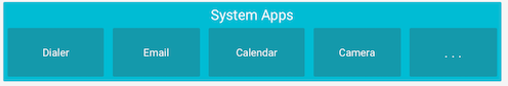 System Apps
Dialer
Email
Calendar
Camera
. . .